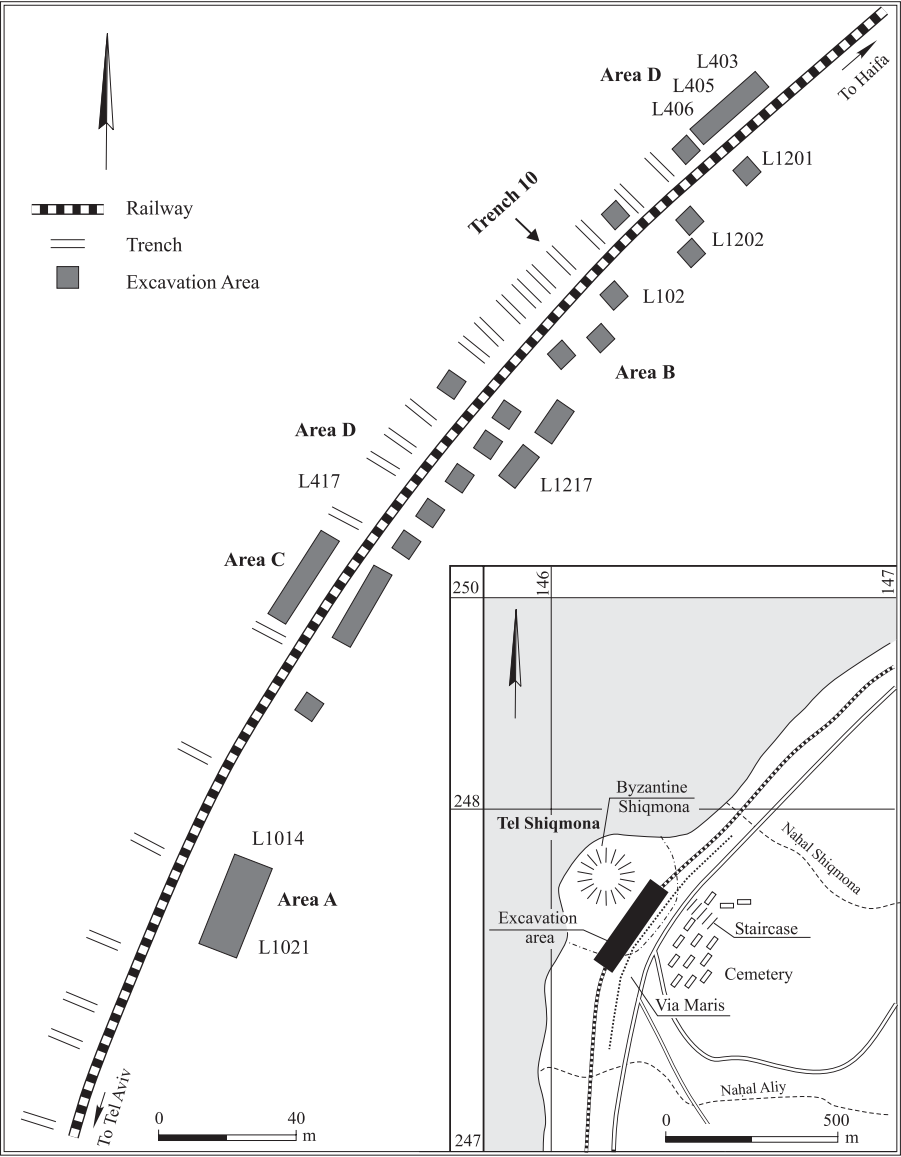 Area D
L403
L405
L406
To Haifa
L1201
Trench 10
Railway
Trench
Excavation Area
L1202
L102
Area B
Area D
L417
L1217
Area C
L1014
Area A
L1021
To Tel Aviv
0
40
m
250
146
147
248
Byzantine
Shiqmona
Tel Shiqmona
Nahal Shiqmona
Excavation
area
Staircase
Cemetery
Via Maris
Nahal Aliy
0
500
m
247